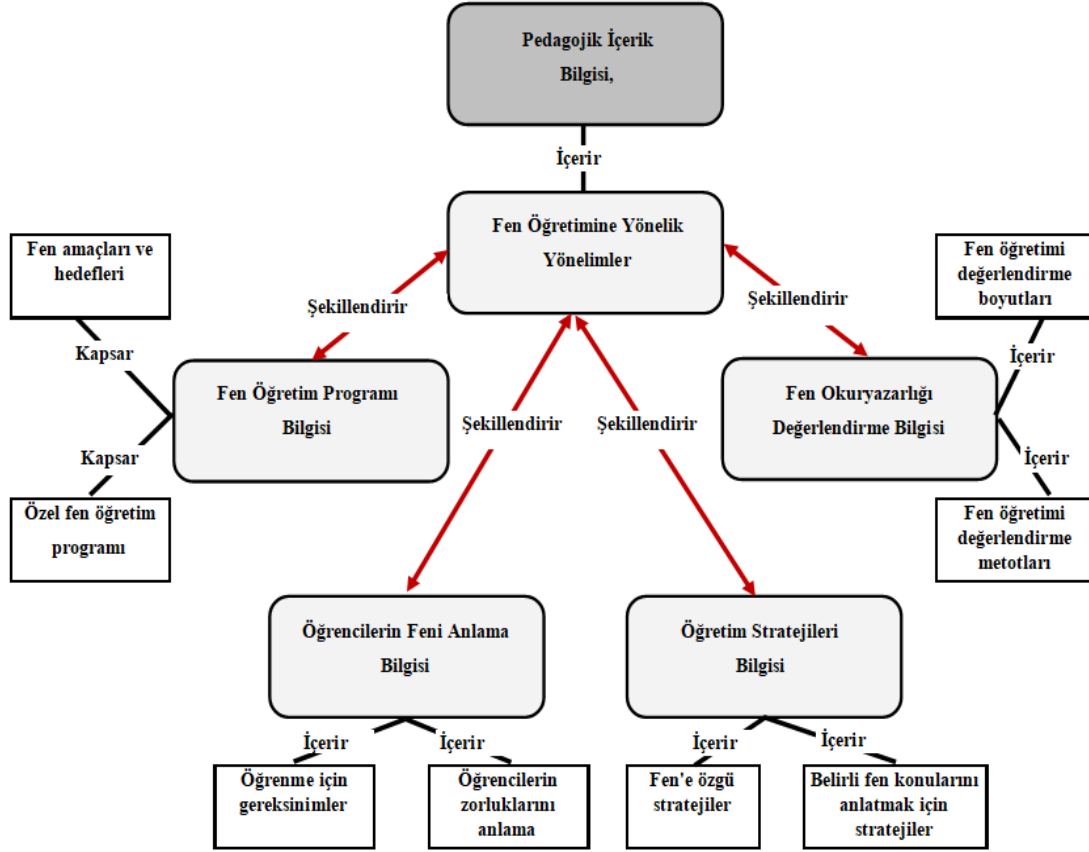 Pedagojik İçerik
Bilgisi,
İçerir
Fen Öğretimine Yönelik
Yönelimler
Fen amaçları ve
hedefleri
Fen öğretimi
değerlendirme
boyutları
Şekillendirir
Şekillendirir
Kapsar
İçerir
Fen Öğretim Programı
Bilgisi
Fen Okuryazarlığı
Değerlendirme Bilgisi
Şekillendirir
Şekillendirir
Kapsar
İçerir
Özel fen öğretim
programı
Fen öğretimi
değerlendirme
metotları
Öğrencilerin Feni Anlama
Bilgisi
Öğretim Stratejileri
Bilgisi
İçerir
İçerir
İçerir
İçerir
Öğrenme için
gereksinimler
Öğrencilerin
zorluklarını
anlama
Fen'e özgü
stratejiler
Belirli fen konularını
anlatmak için
stratejiler